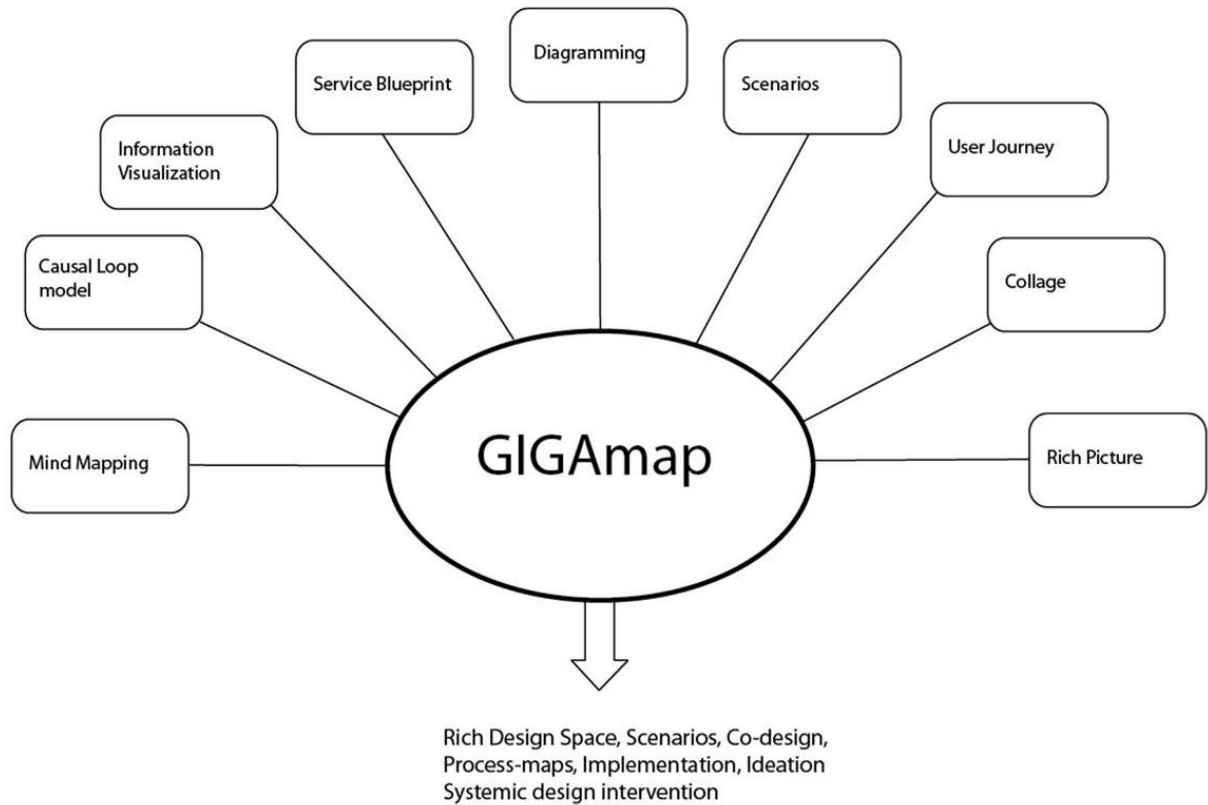 Diagramming
Service Blueprint
Scenarios
Information
Visualization
User Journey
Causal Loop
model
Collage
Mind Mapping
GIGAmap
Rich Picture
Rich Design Space, Scenarios, Co-design,
Process-maps, Implementation, Ideation
Systemic design intervention